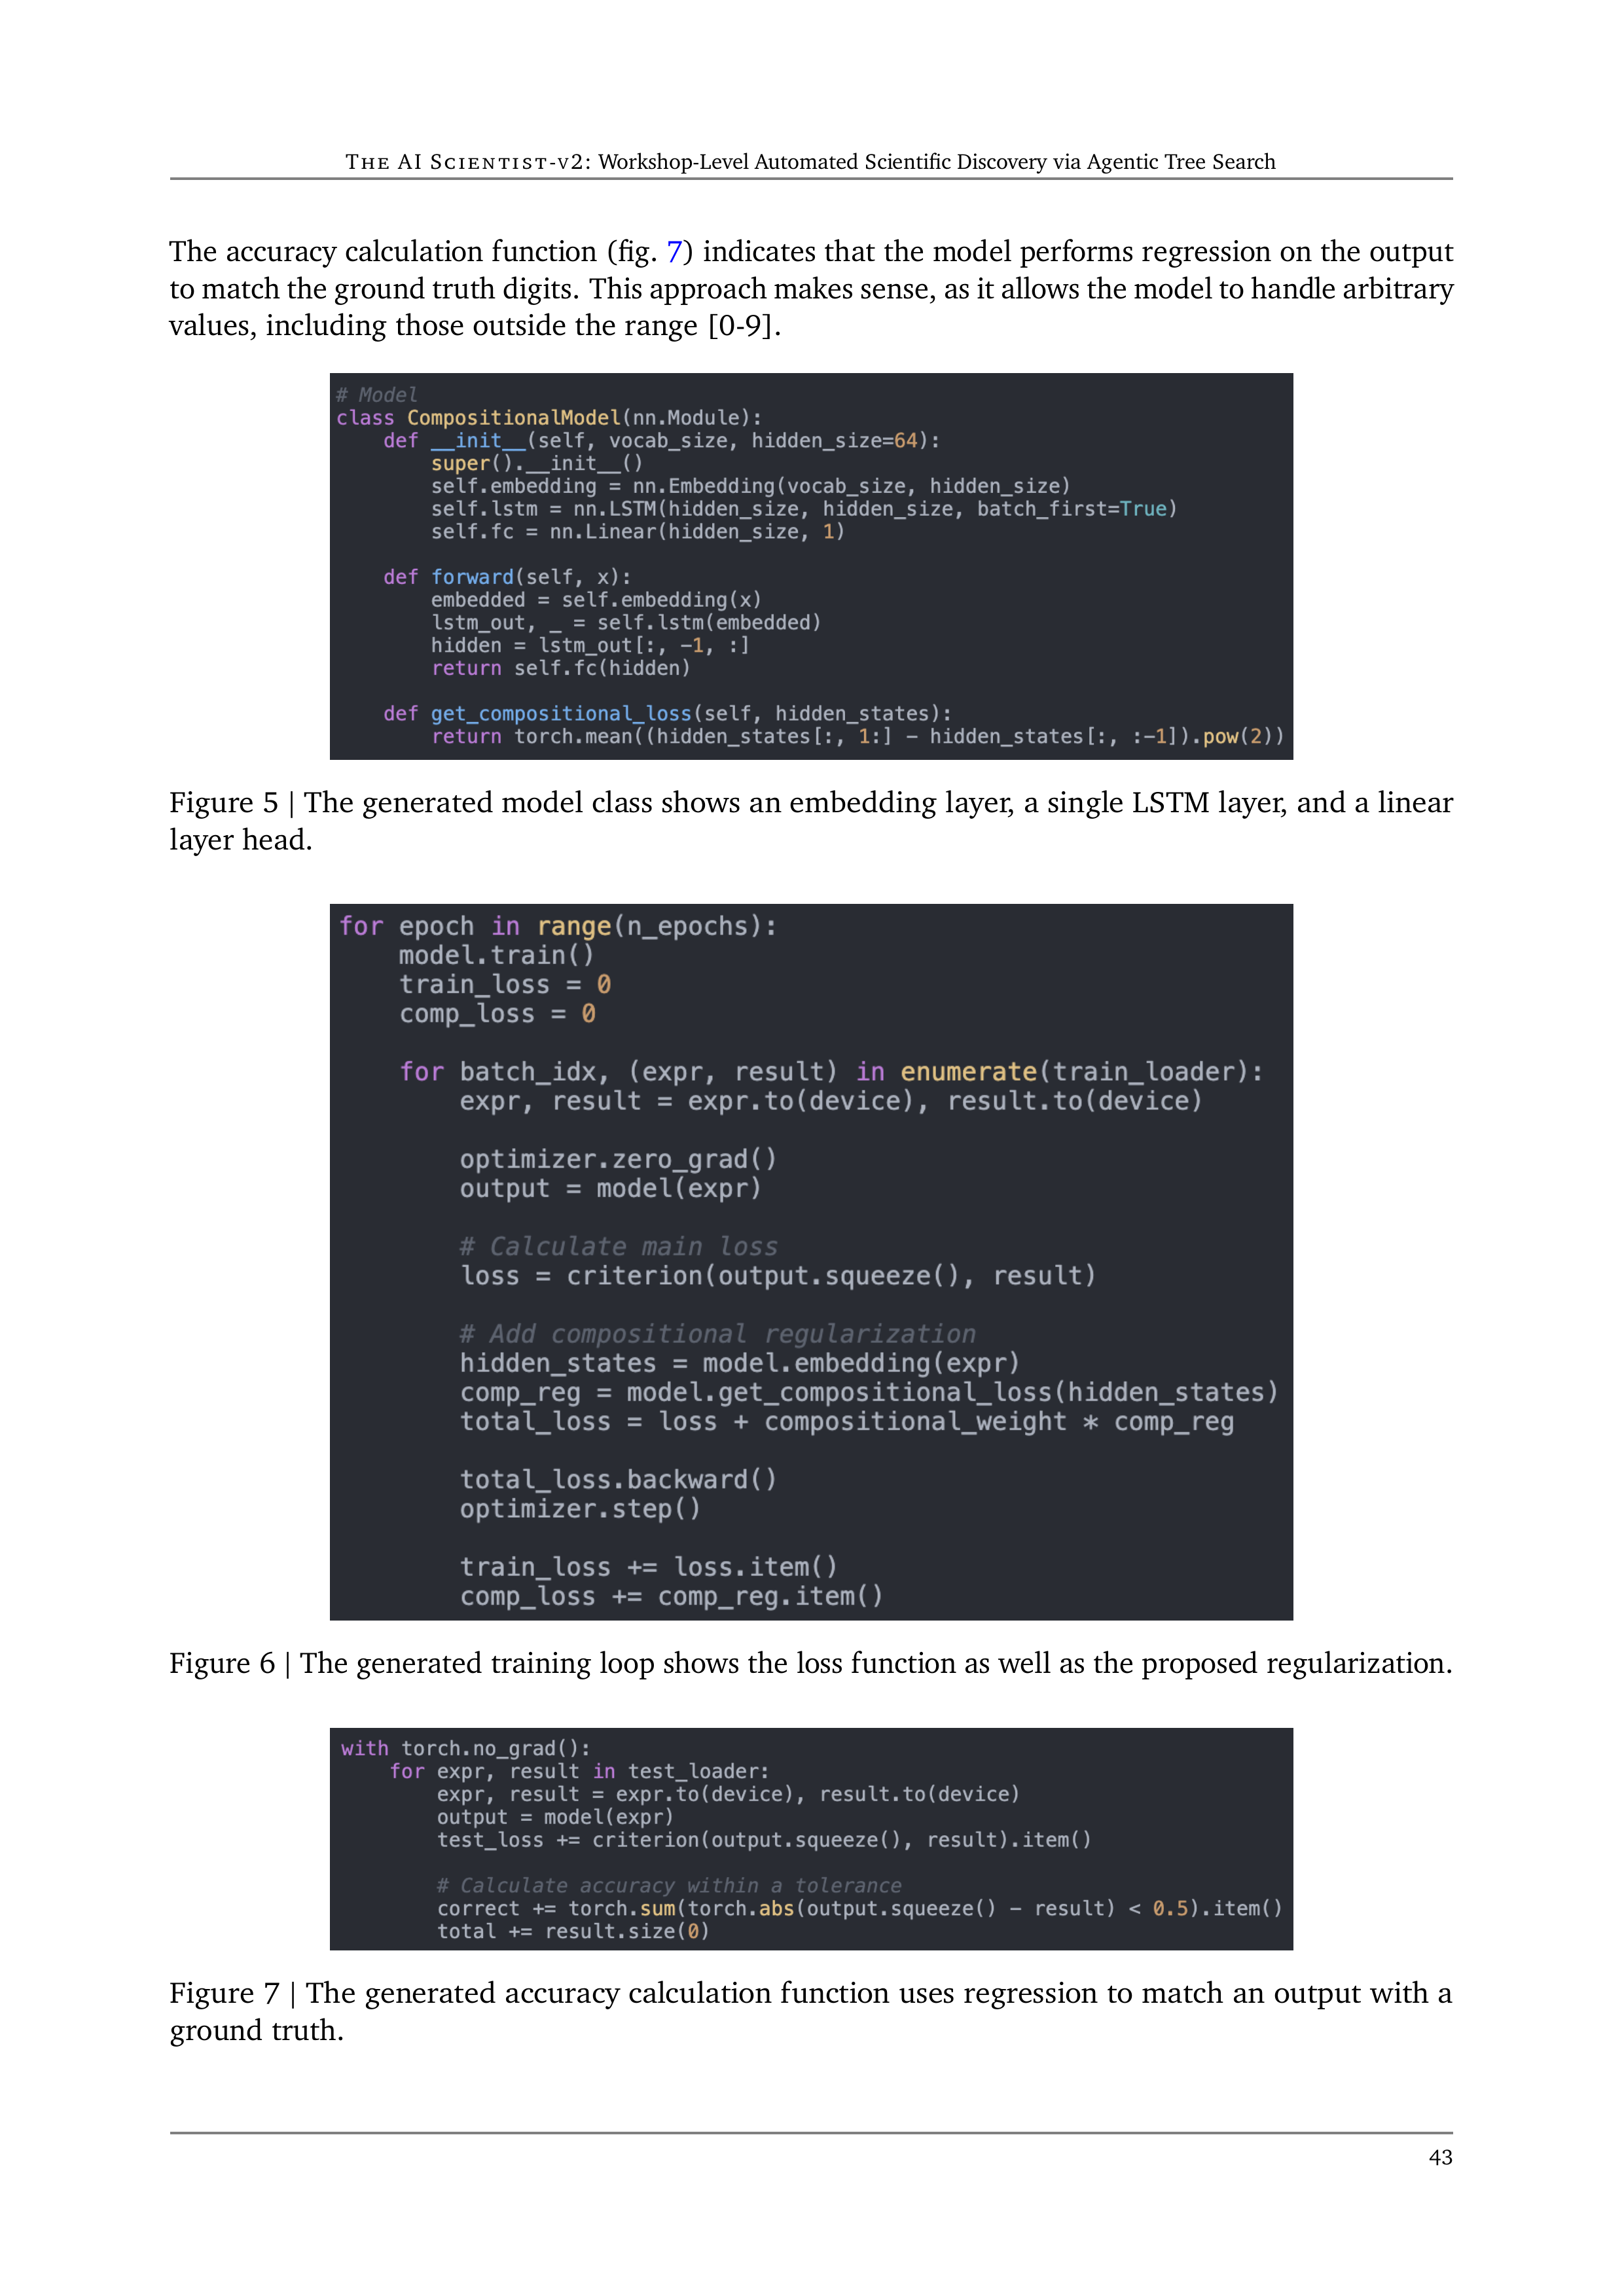 THE AI SCIENTIST-V2: Workshop-Level Automated Scientific Discovery via Agentic Tree Search
The accuracy calculation function (fig. 7) indicates that the model performs regression on the output
to match the ground truth digits. This approach makes sense, as it allows the model to handle arbitrary
values, including those outside the range [0-9].
# Model
class CompositionalModel(nn.Module):
    def __init__(self, vocab_size, hidden_size=64):
        super().__init__()
        self.embedding = nn.Embedding(vocab_size, hidden_size)
        self.lstm = nn.LSTM(hidden_size, hidden_size, batch_first=True)
        self.fc = nn.Linear(hidden_size, 1)
    def forward(self, x):
        embedded = self.embedding(x)
        lstm_out, _ = self.lstm(embedded)
        hidden = lstm_out[:, -1, :]
        return self.fc(hidden)
    def get_compositional_loss(self, hidden_states):
        return torch.mean((hidden_states[:, 1:] - hidden_states[:, :-1]).pow(2))
Figure 5 | The generated model class shows an embedding layer, a single LSTM layer, and a linear
layer head.
for epoch in range(n_epochs):
    model.train()
    train_loss = 0
    comp_loss = 0
    for batch_idx, (expr, result) in enumerate(train_loader):
        expr, result = expr.to(device), result.to(device)
        optimizer.zero_grad()
        output = model(expr)
        # Calculate main loss
        loss = criterion(output.squeeze(), result)
        # Add compositional regularization
        hidden_states = model.embedding(expr)
        comp_reg = model.get_compositional_loss(hidden_states)
        total_loss = loss + compositional_weight * comp_reg
        total_loss.backward()
        optimizer.step()
        train_loss += loss.item()
        comp_loss += comp_reg.item()
Figure 6 | The generated training loop shows the loss function as well as the proposed regularization.
with torch.no_grad():
    for expr, result in test_loader:
        expr, result = expr.to(device), result.to(device)
        output = model(expr)
        test_loss += criterion(output.squeeze(), result).item()
        # Calculate accuracy within a tolerance
        correct += torch.sum(torch.abs(output.squeeze() - result) < 0.5).item()
        total += result.size(0)
Figure 7 | The generated accuracy calculation function uses regression to match an output with a
ground truth.
43